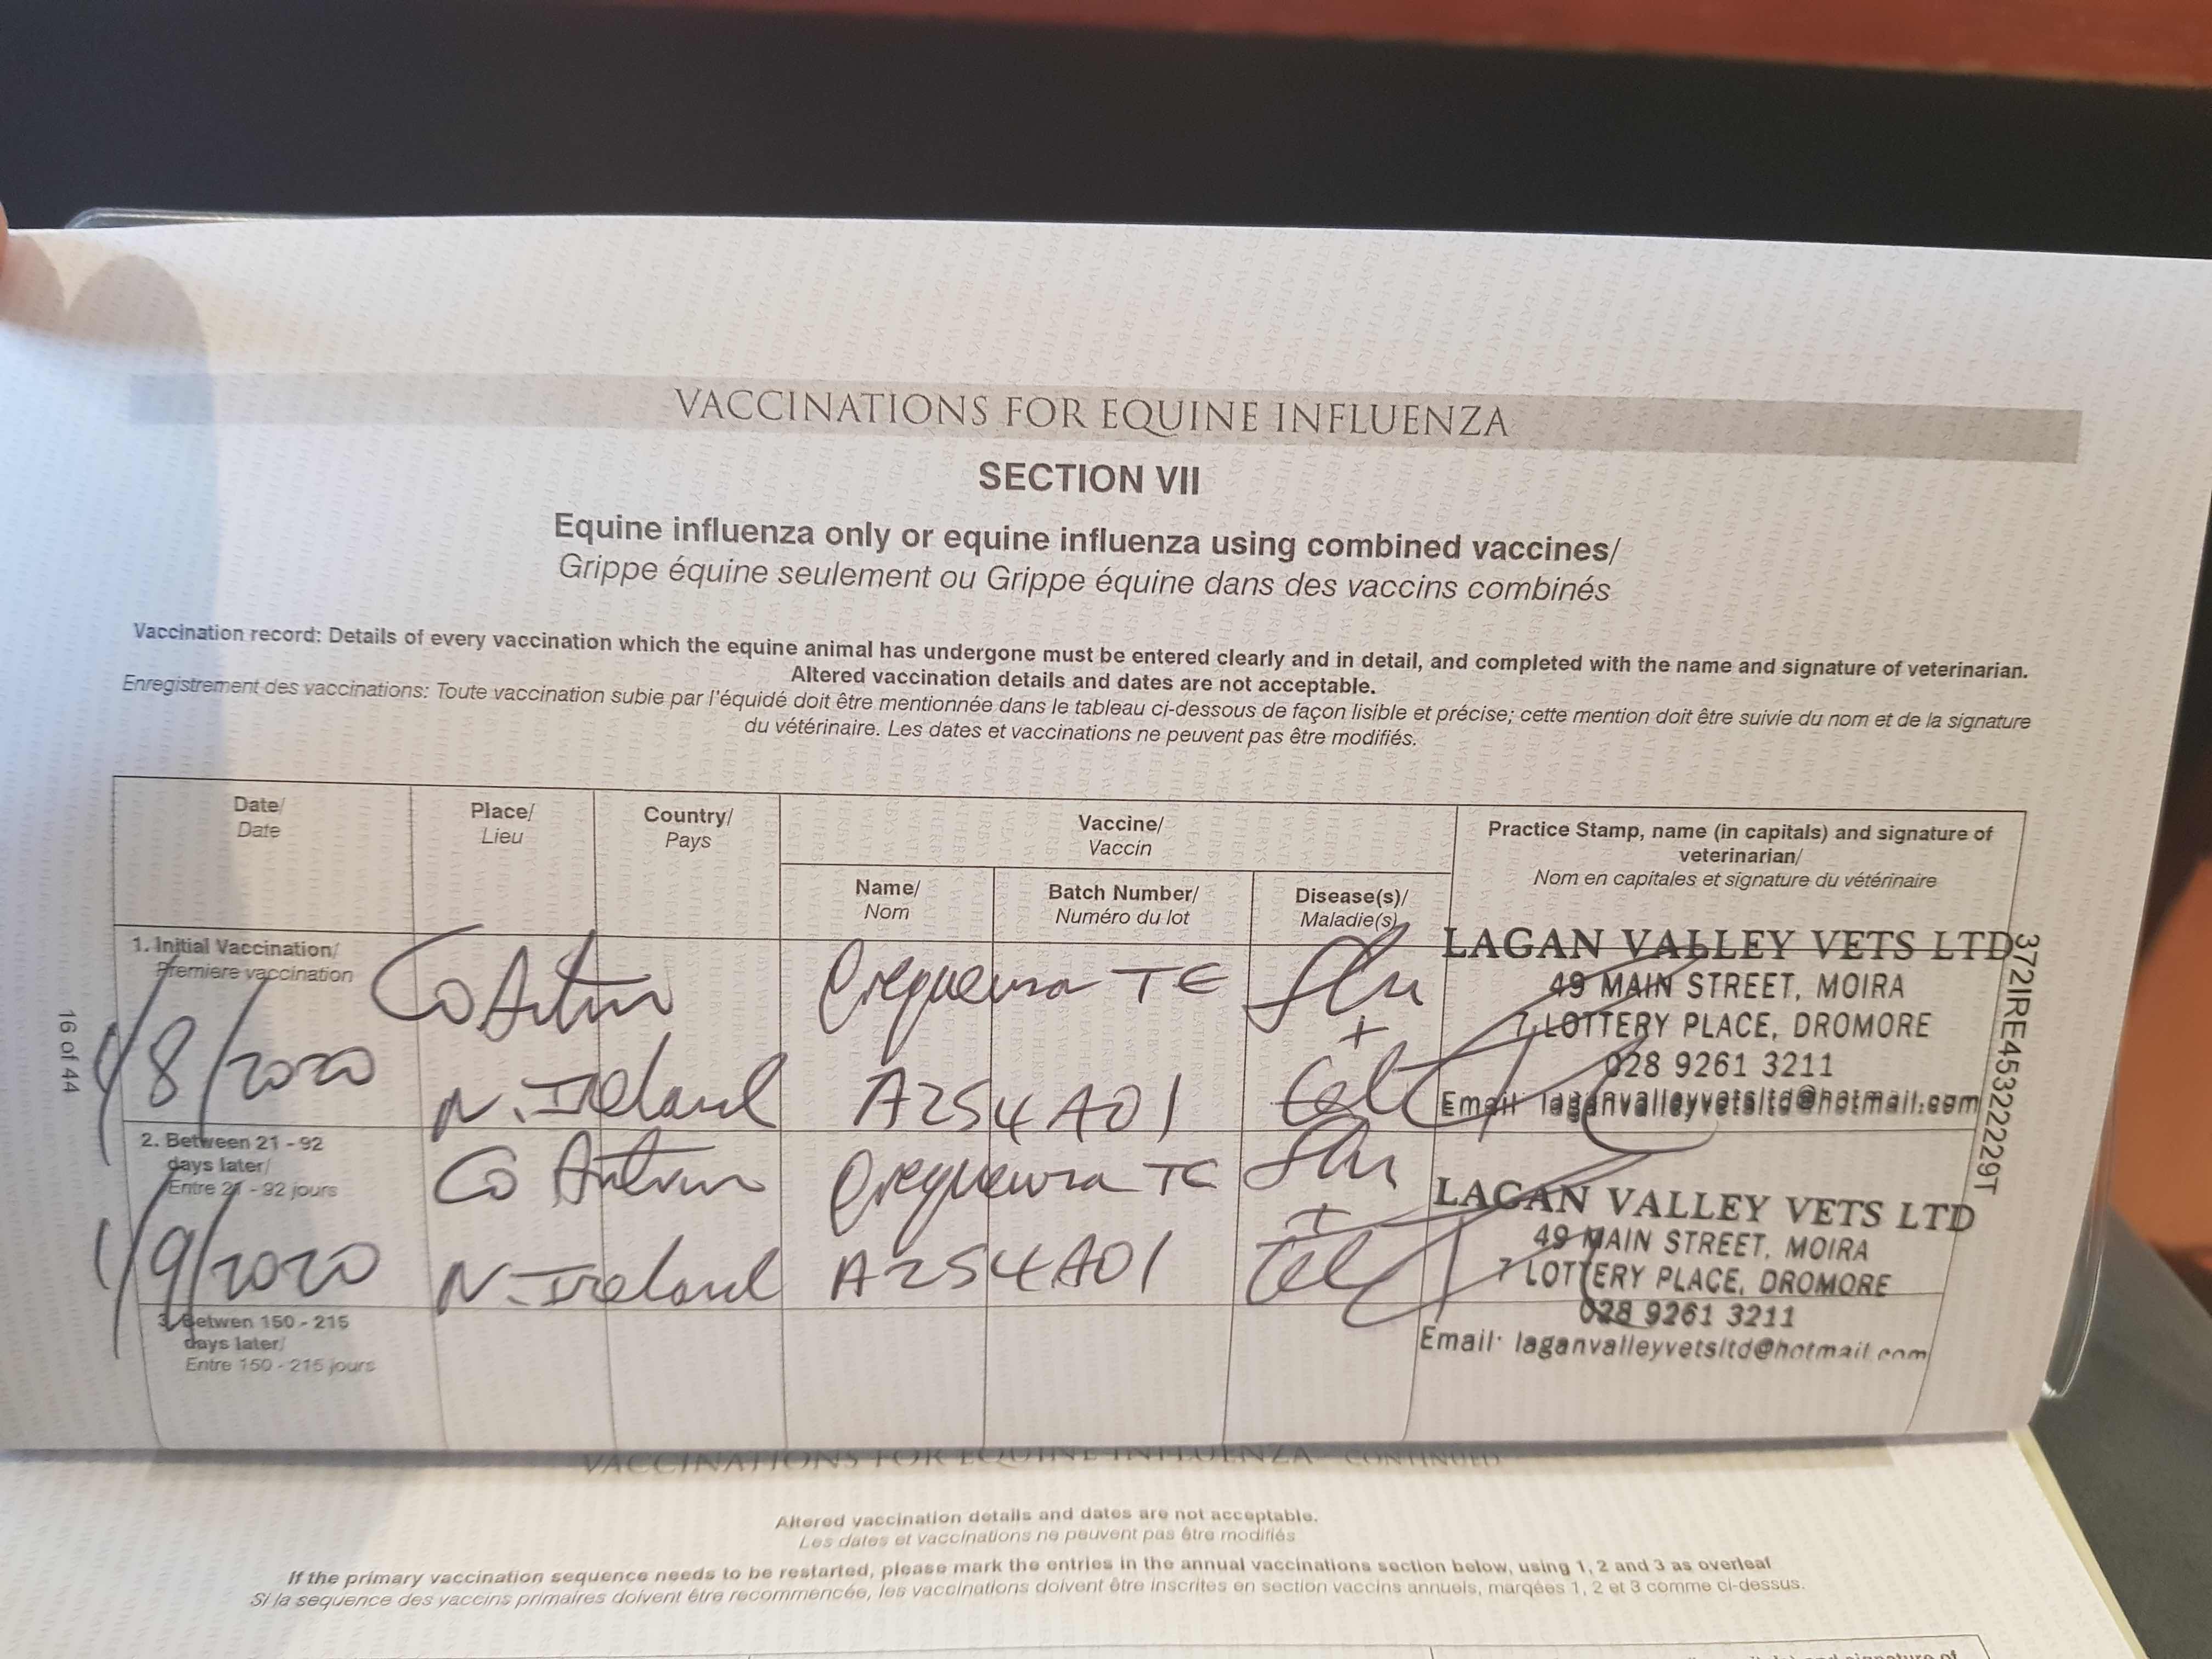 VACCINATIONS FOR EQUINE INFLUENZA
SECTION VII
Equine influenza only or equine influenza using combined vaccines/
Grippe équine seulement ou Grippe équine dans des vaccins combinés
Vaccination record: Details of every vaccination which the equine animal has undergone must be entered clearly and in detail, and completed with the name and signature of veterinarian.
Altered vaccination details and dates are not acceptable.
Enregistrement des vaccinations: Toute vaccination subie par l'équidé doit être mentionnée dans le tableau ci-dessous de façon lisible et précise; cette mention doit être suivie du nom et de la signature
du vétérinaire. Les dates et vaccinations ne peuvent pas être modifiés.
Date/
Date
Place/
Lieu
Country/
Pays
Vaccine/
Vaccin
Name/
Nom
Batch Number/
Numéro du lot
Disease(s)/
Maladie(s)
Practice Stamp, name (in capitals) and signature of
veterinarian/
Nom en capitales et signature du vétérinaire
1. Initial Vaccination/
Premiere vaccination
1/8/2020
Co Antrim
N. Ireland
Prequenza TE
A254A01
Flu
+
tet
LAGAN VALLEY VETS LTD
49 MAIN STREET, MOIRA
7 LOTTERY PLACE, DROMORE
028 9261 3211
Email: laganvalleyvetsltd@hotmail.com
2. Between 21 - 92
days later/
Entre 21 - 92 jours
1/9/2020
Co Antrim
N. Ireland
Prequenza TE
A254A01
Flu
+
tet
LAGAN VALLEY VETS LTD
49 MAIN STREET, MOIRA
7 LOTTERY PLACE, DROMORE
028 9261 3211
Email: laganvalleyvetsltd@hotmail.com
3. Betwen 150 - 215
days later/
Entre 150 - 215 jours
16 of 44
372IRE45322229T
VACCINATIONS FOR EQUINE INFLUENZA - CONTINUED
Altered vaccination details and dates are not acceptable.
Les dates et vaccinations ne peuvent pas être modifiés
If the primary vaccination sequence needs to be restarted, please mark the entries in the annual vaccinations section below, using 1, 2 and 3 as overleaf
Si la sequence des vaccins primaires doivent être recommencée, les vaccinations doivent être inscrites en section vaccins annuels, marqées 1, 2 et 3 comme ci-dessus.